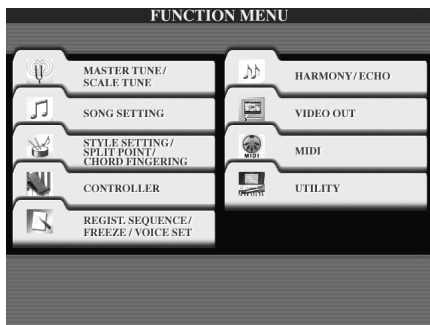 FUNCTION MENU
MASTER TUNE/
SCALE TUNE
SONG SETTING
STYLE SETTING/
SPLIT POINT/
CHORD FINGERING
CONTROLLER
REGIST. SEQUENCE/
FREEZE / VOICE SET
HARMONY/ ECHO
VIDEO OUT
MIDI
MIDI
UTILITY